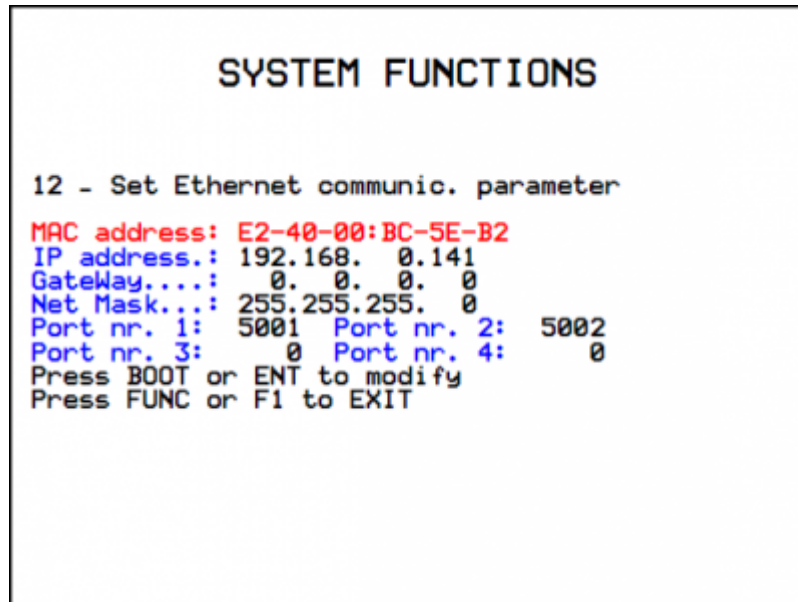 SYSTEM FUNCTIONS
12 - Set Ethernet communic. parameter
MAC address: E2-40-00:BC-5E-B2
IP address.: 192.168.  0.141
GateWay....:   0.  0.  0.  0
Net Mask...: 255.255.255.  0
Port nr. 1:  5001  Port nr. 2:  5002
Port nr. 3:     0  Port nr. 4:     0
Press BOOT or ENT to modify
Press FUNC or F1 to EXIT